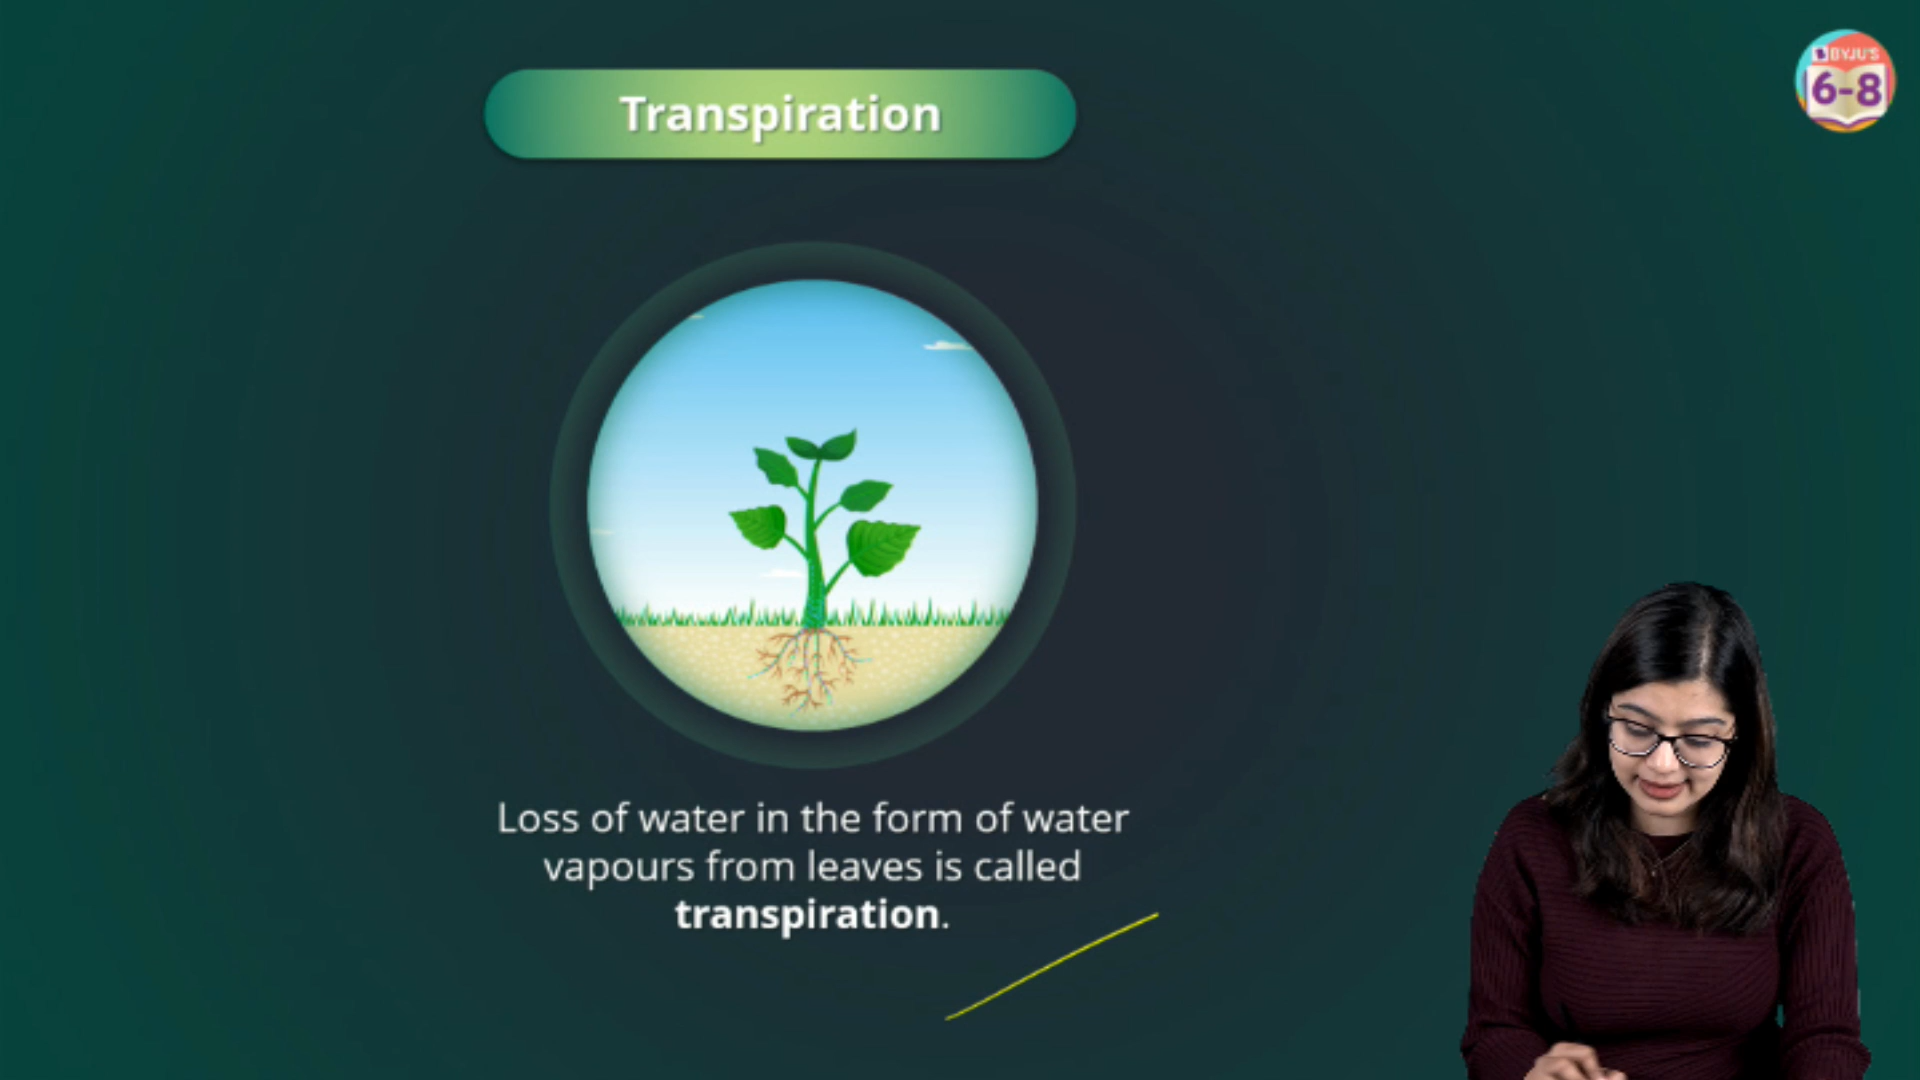 Transpiration
BYJU'S
6-8
Loss of water in the form of water
vapours from leaves is called
transpiration.